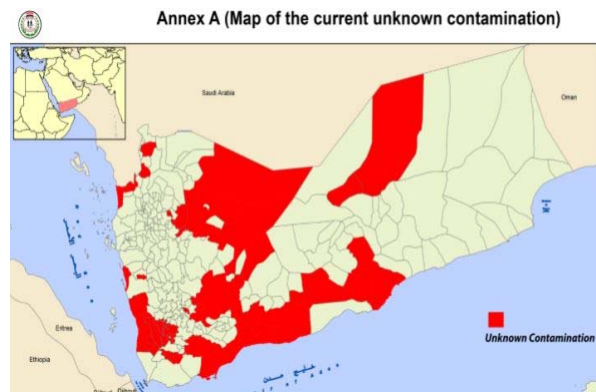 Annex A (Map of the current unknown contamination)
Saudi Arabia
Oman
Eritrea
Ethiopia
Unknown Contamination